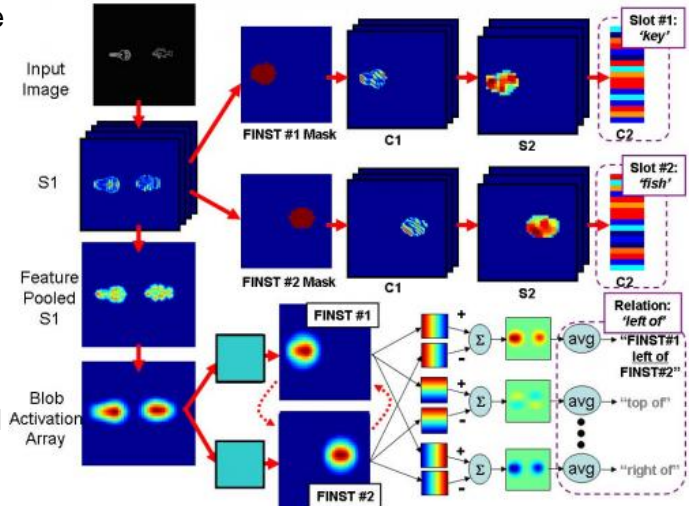 e
Input
Image
S1
Feature
Pooled
S1
Blob
Activation
Array
FINST #1 Mask
C1
S2
C2
Slot #1:
'key'
FINST #2 Mask
C1
S2
C2
Slot #2:
'fish'
FINST #1
FINST #2
+
-
Σ
avg
+
-
Σ
avg
+
-
Σ
avg
Relation:
'left of'
"FINST#1
left of
FINST#2"
"top of"
"right of"